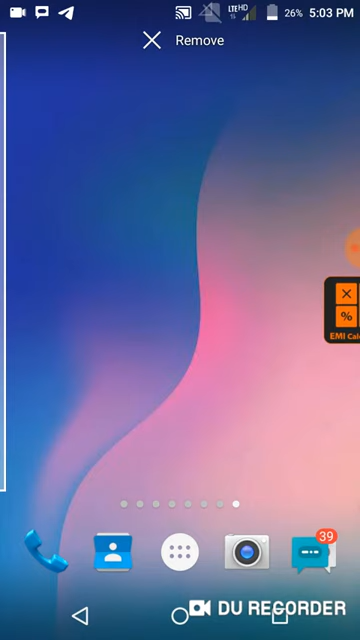 LTE HD
26% 5:03 PM
× Remove
×
%
EMI Calc
39
DU RECORDER